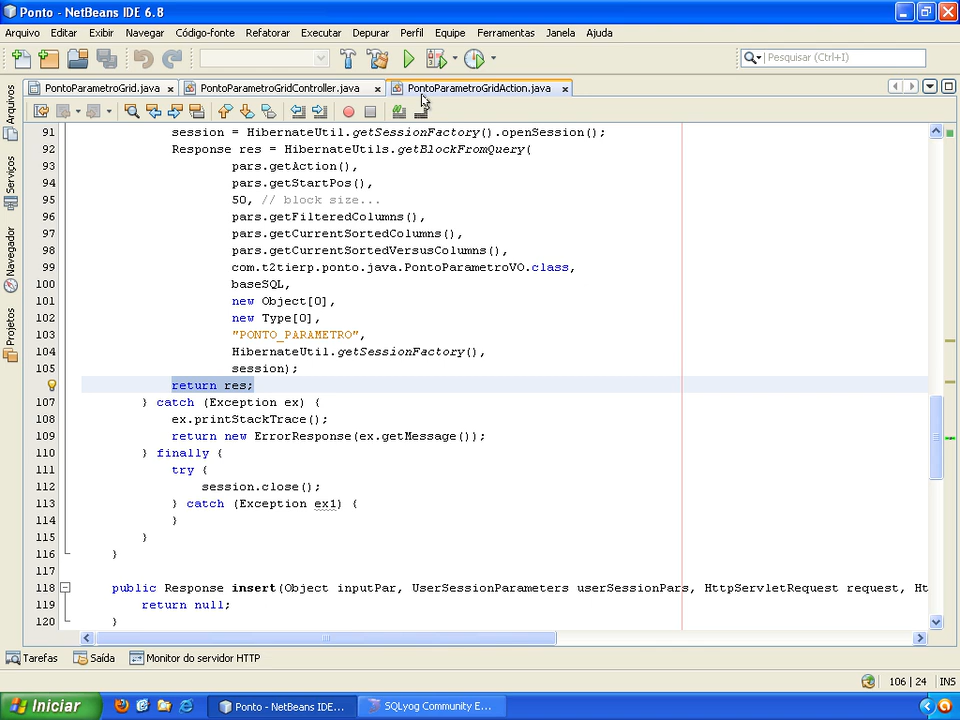 Ponto - NetBeans IDE 6.8
Arquivo Editar Exibir Navegar Código-fonte Refatorar Executar Depurar Perfil Equipe Ferramentas Janela Ajuda
Pesquisar (Ctrl+I)
PontoParametroGrid.java x PontoParametroGridController.java x PontoParametroGridAction.java x
Arquivos
Serviços
Navegador
Projetos
91 session = HibernateUtil.getSessionFactory().openSession();
92 Response res = HibernateUtils.getBlockFromQuery(
93 pars.getAction(),
94 pars.getStartPos(),
95 50, // block size...
96 pars.getFilteredColumns(),
97 pars.getCurrentSortedColumns(),
98 pars.getCurrentSortedVersusColumns(),
99 com.t2tierp.ponto.java.PontoParametroVO.class,
100 baseSQL,
101 new Object[0],
102 new Type[0],
103 "PONTO_PARAMETRO",
104 HibernateUtil.getSessionFactory(),
105 session);
return res;
107 } catch (Exception ex) {
108 ex.printStackTrace();
109 return new ErrorResponse(ex.getMessage());
110 } finally {
111 try {
112 session.close();
113 } catch (Exception ex1) {
114 }
115 }
116 }
117
118 public Response insert(Object inputPar, UserSessionParameters userSessionPars, HttpServletRequest request, Ht
119 return null;
120 }
Tarefas Saída Monitor do servidor HTTP
106 | 24 INS
Iniciar Ponto - NetBeans IDE... SQLyog Community E...